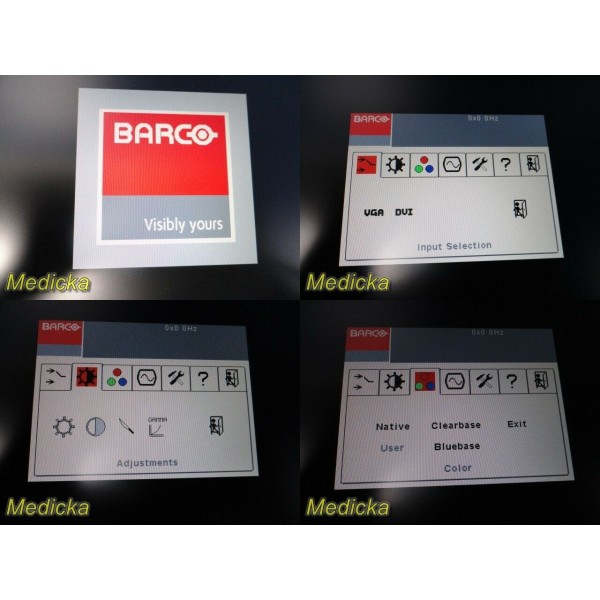 BARCO
Visibly yours
Medicka
BARCO
0x0 0Hz
?
VGA DVI
Input Selection
Medicka
BARCO
0x0 0Hz
?
GAMMA
Adjustments
Medicka
BARCO
0x0 0Hz
?
Native Clearbase Exit
User Bluebase
Color
Medicka